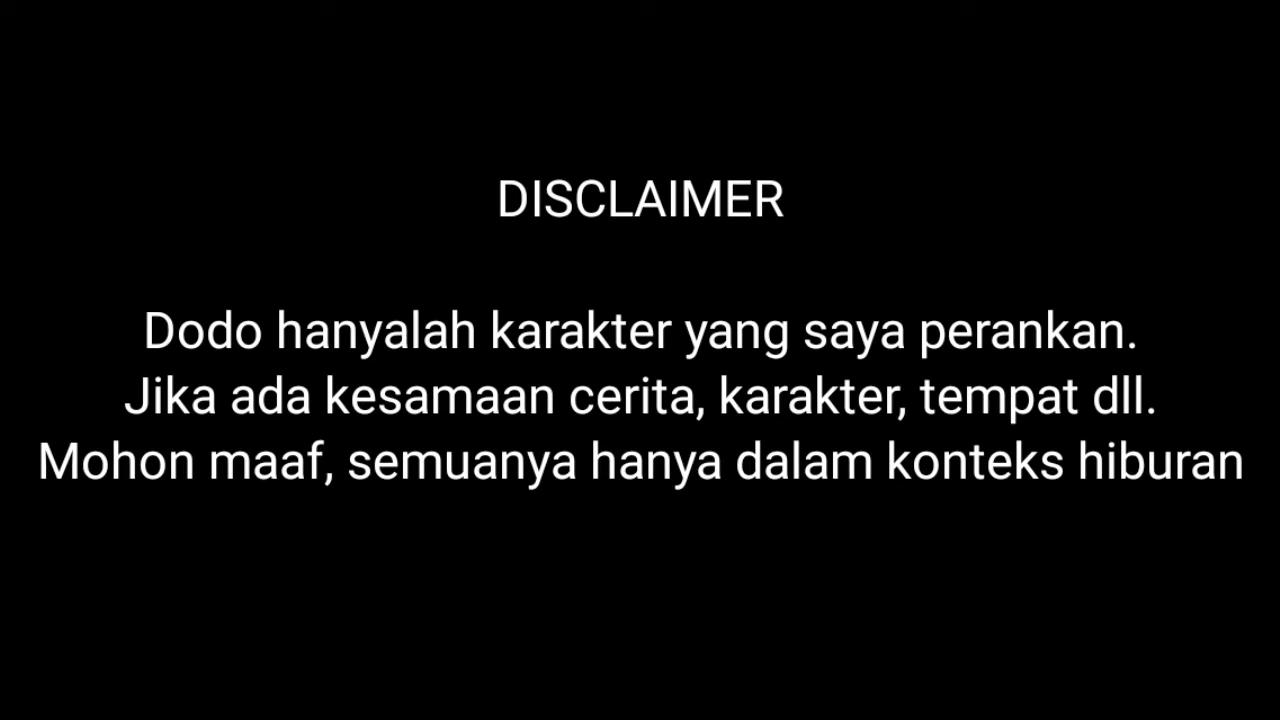 DISCLAIMER
Dodo hanyalah karakter yang saya perankan.
Jika ada kesamaan cerita, karakter, tempat dll.
Mohon maaf, semuanya hanya dalam konteks hiburan